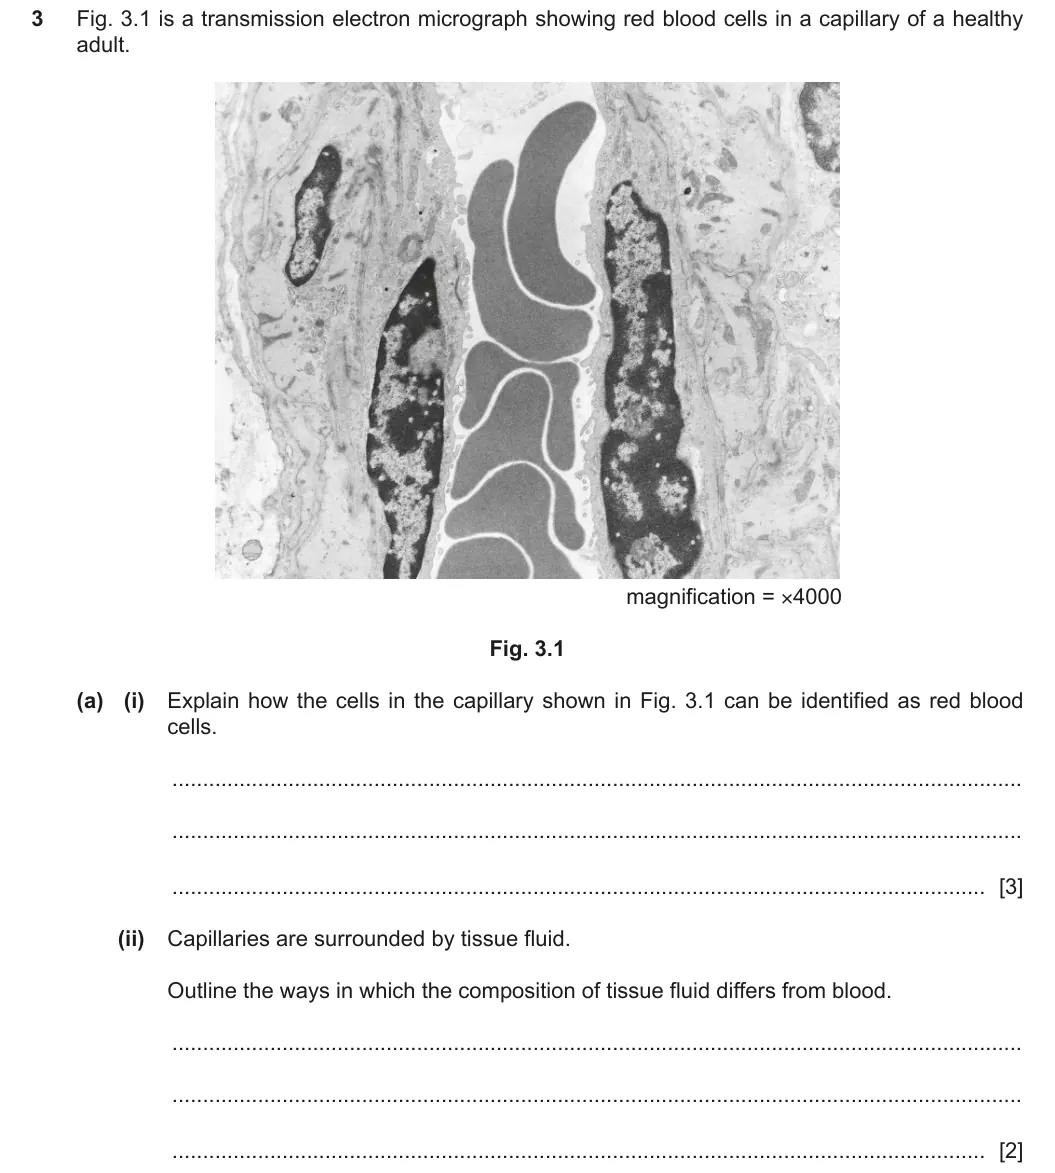 3 Fig. 3.1 is a transmission electron micrograph showing red blood cells in a capillary of a healthy
adult.
magnification = ×4000
Fig. 3.1
(a) (i) Explain how the cells in the capillary shown in Fig. 3.1 can be identified as red blood
cells.
..........................................................................................................................................
..........................................................................................................................................
.................................................................................................................................... [3]
(ii) Capillaries are surrounded by tissue fluid.
Outline the ways in which the composition of tissue fluid differs from blood.
..........................................................................................................................................
..........................................................................................................................................
.................................................................................................................................... [2]